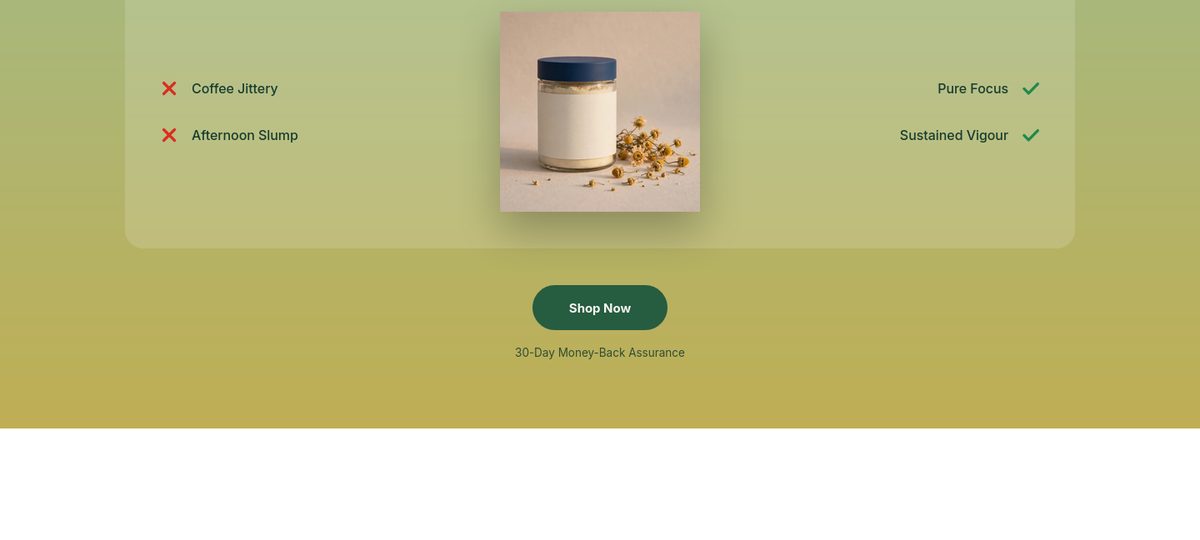 Coffee Jittery
Pure Focus
Afternoon Slump
Sustained Vigour
Shop Now
30-Day Money-Back Assurance